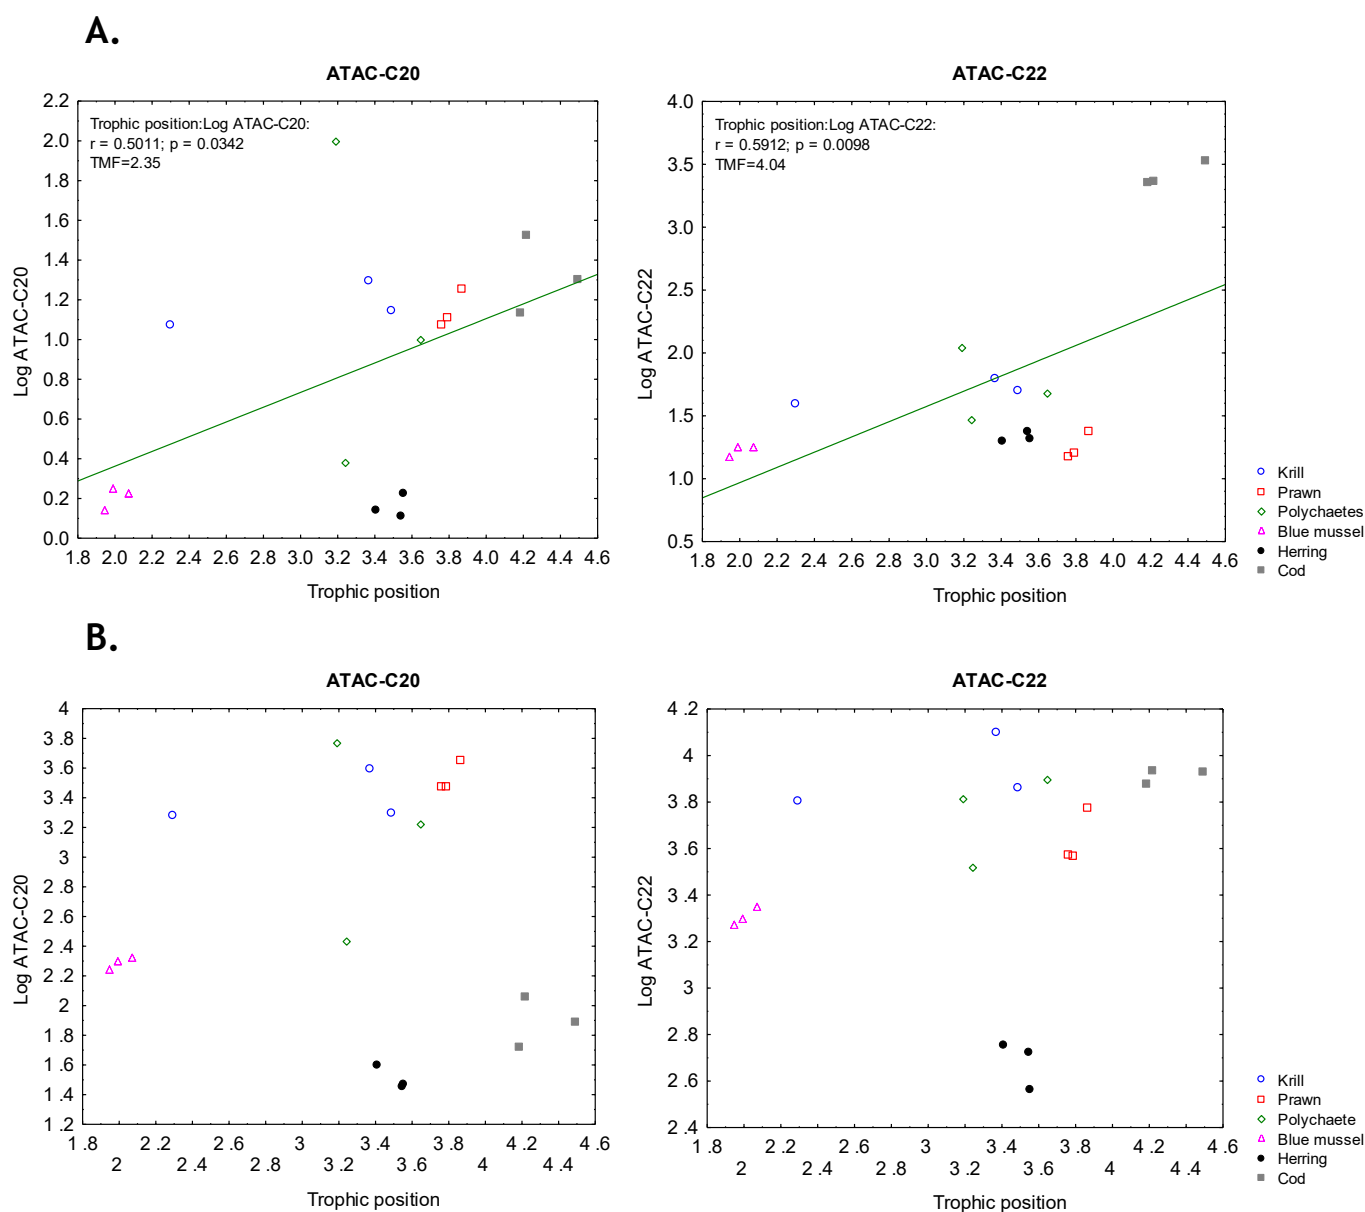 A.
ATAC-C20
Trophic position:Log ATAC-C20:
r = 0.5011; p = 0.0342
TMF=2.35
Log ATAC-C20
2.2
2.0
1.8
1.6
1.4
1.2
1.0
0.8
0.6
0.4
0.2
0.0
1.8 2.0 2.2 2.4 2.6 2.8 3.0 3.2 3.4 3.6 3.8 4.0 4.2 4.4 4.6
Trophic position
ATAC-C22
Trophic position:Log ATAC-C22:
r = 0.5912; p = 0.0098
TMF=4.04
Log ATAC-C22
4.0
3.5
3.0
2.5
2.0
1.5
1.0
0.5
1.8 2.0 2.2 2.4 2.6 2.8 3.0 3.2 3.4 3.6 3.8 4.0 4.2 4.4 4.6
Trophic position
Krill
Prawn
Polychaetes
Blue mussel
Herring
Cod
B.
ATAC-C20
Log ATAC-C20
4
3.8
3.6
3.4
3.2
3
2.8
2.6
2.4
2.2
2
1.8
1.6
1.4
1.2
1.8 2.2 2.6 3 3.4 3.8 4.2 4.6
2 2.4 2.8 3.2 3.6 4 4.4
Trophic position
ATAC-C22
Log ATAC-C22
4.2
4
3.8
3.6
3.4
3.2
3
2.8
2.6
2.4
1.8 2.2 2.6 3 3.4 3.8 4.2 4.6
2 2.4 2.8 3.2 3.6 4 4.4
Trophic position
Krill
Prawn
Polychaete
Blue mussel
Herring
Cod